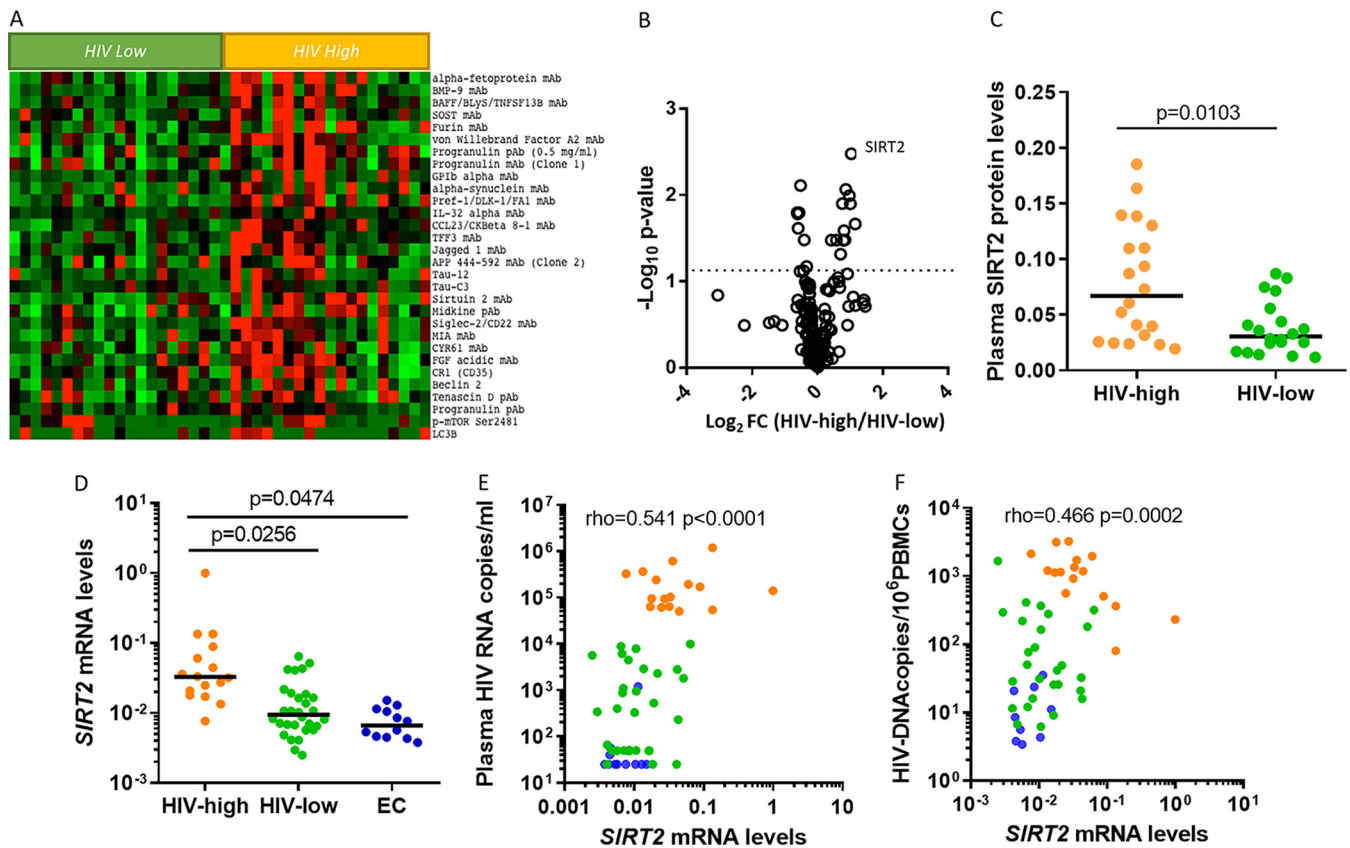 A
HIV Low
HIV High
alpha-fetoprotein mAb
BMP-9 mAb
BAFF/BLyS/TNFSF13B mAb
SOST mAb
Furin mAb
von Willebrand Factor A2 mAb
Progranulin pAb (0.5 mg/ml)
Progranulin mAb (Clone 1)
GPIb alpha mAb
alpha-synuclein mAb
Pref-1/DLK-1/FA1 mAb
IL-32 alpha mAb
CCL23/CKBeta 8-1 mAb
TFF3 mAb
Jagged 1 mAb
APP 444-592 mAb (Clone 2)
Tau-12
Tau-C3
Sirtuin 2 mAb
Midkine pAb
Siglec-2/CD22 mAb
MIA mAb
CYR61 mAb
FGF acidic mAb
CR1 (CD35)
Beclin 2
Tenascin D pAb
Progranulin pAb
p-mTOR Ser2481
LC3B
B
-Log10 p-value
3
2
1
0
SIRT2
-4
-2
0
2
4
Log2 FC (HIV-high/HIV-low)
C
Plasma SIRT2 protein levels
0.25
0.20
0.15
0.10
0.05
0.00
p=0.0103
HIV-high
HIV-low
D
SIRT2 mRNA levels
10^1
10^0
10^-1
10^-2
10^-3
p=0.0474
p=0.0256
HIV-high
HIV-low
EC
E
Plasma HIV RNA copies/ml
10^7
10^6
10^5
10^4
10^3
10^2
10^1
rho=0.541 p<0.0001
0.001
0.01
0.1
1
10
SIRT2 mRNA levels
F
HIV-DNAcopies/10^6PBMCs
10^4
10^3
10^2
10^1
10^0
rho=0.466 p=0.0002
10^-3
10^-2
10^-1
10^0
10^1
SIRT2 mRNA levels